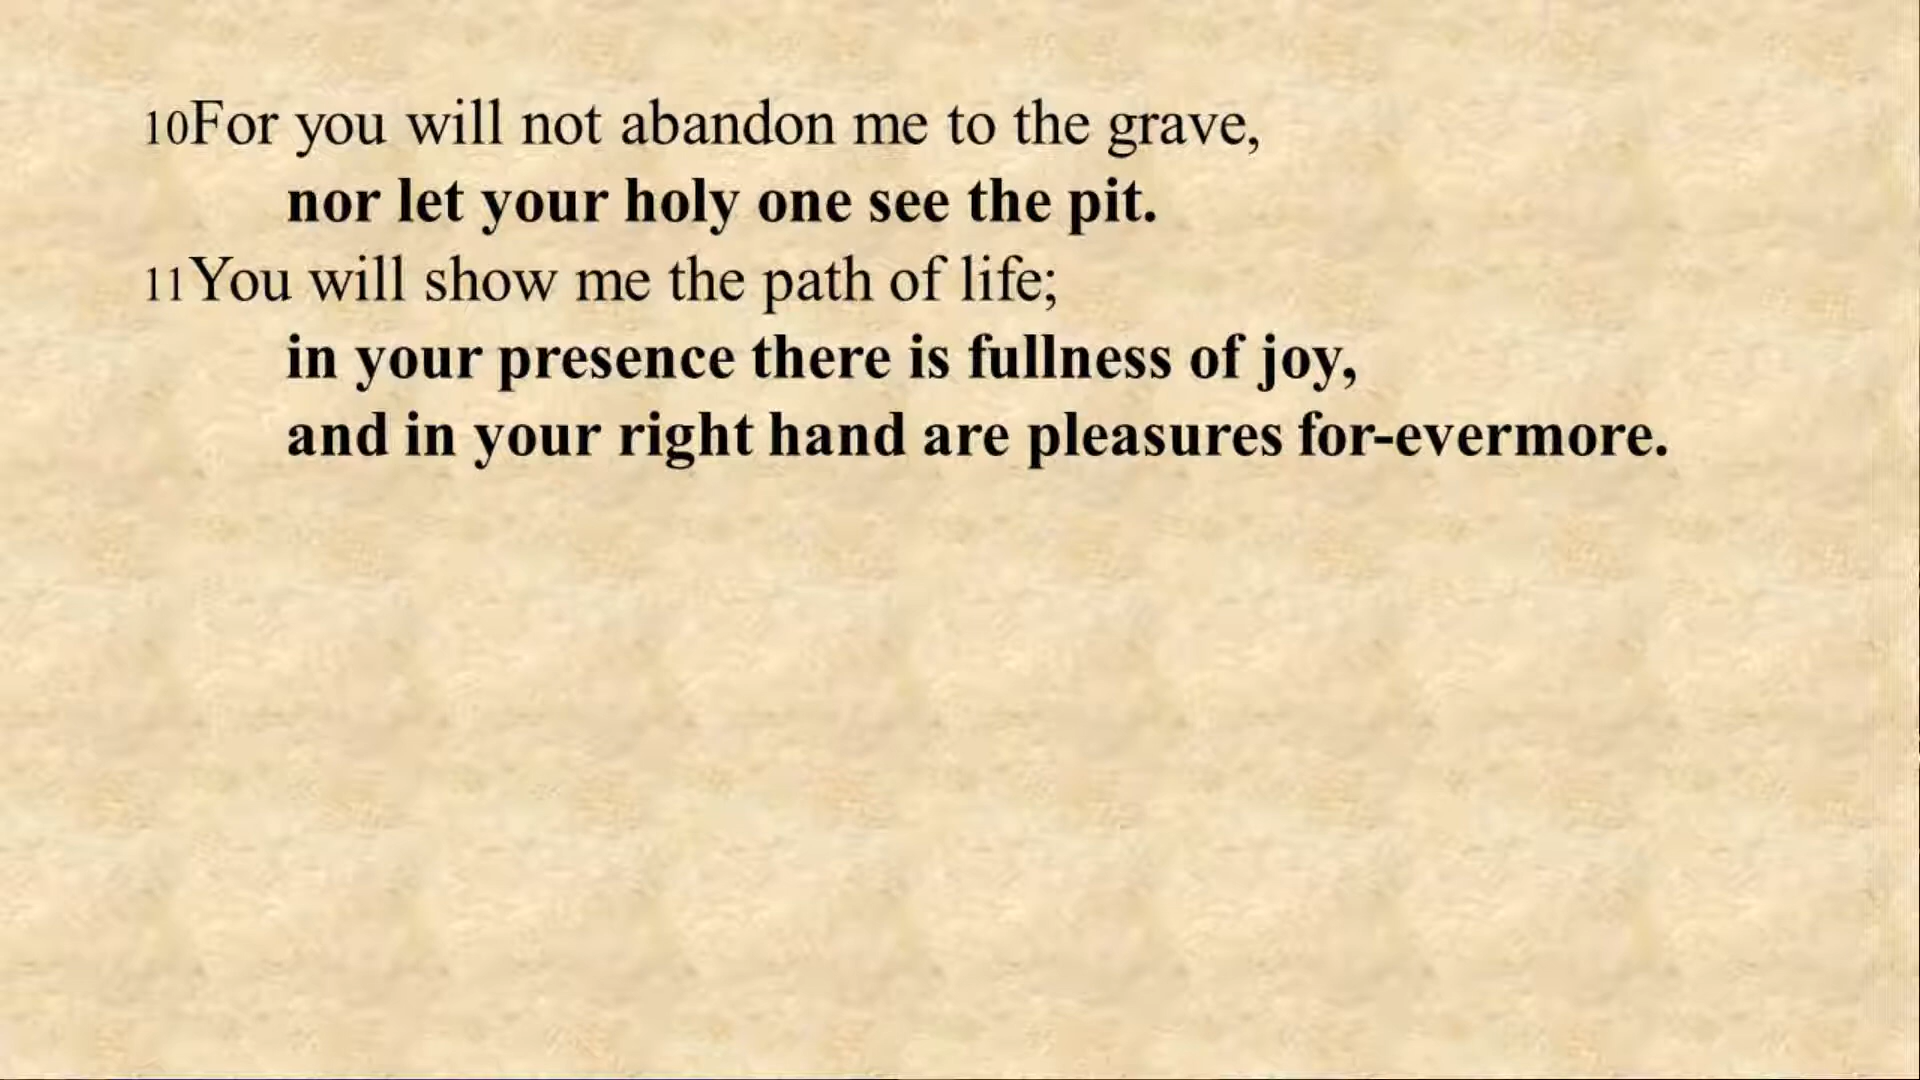 10For you will not abandon me to the grave,
nor let your holy one see the pit.
11You will show me the path of life;
in your presence there is fullness of joy,
and in your right hand are pleasures for-evermore.